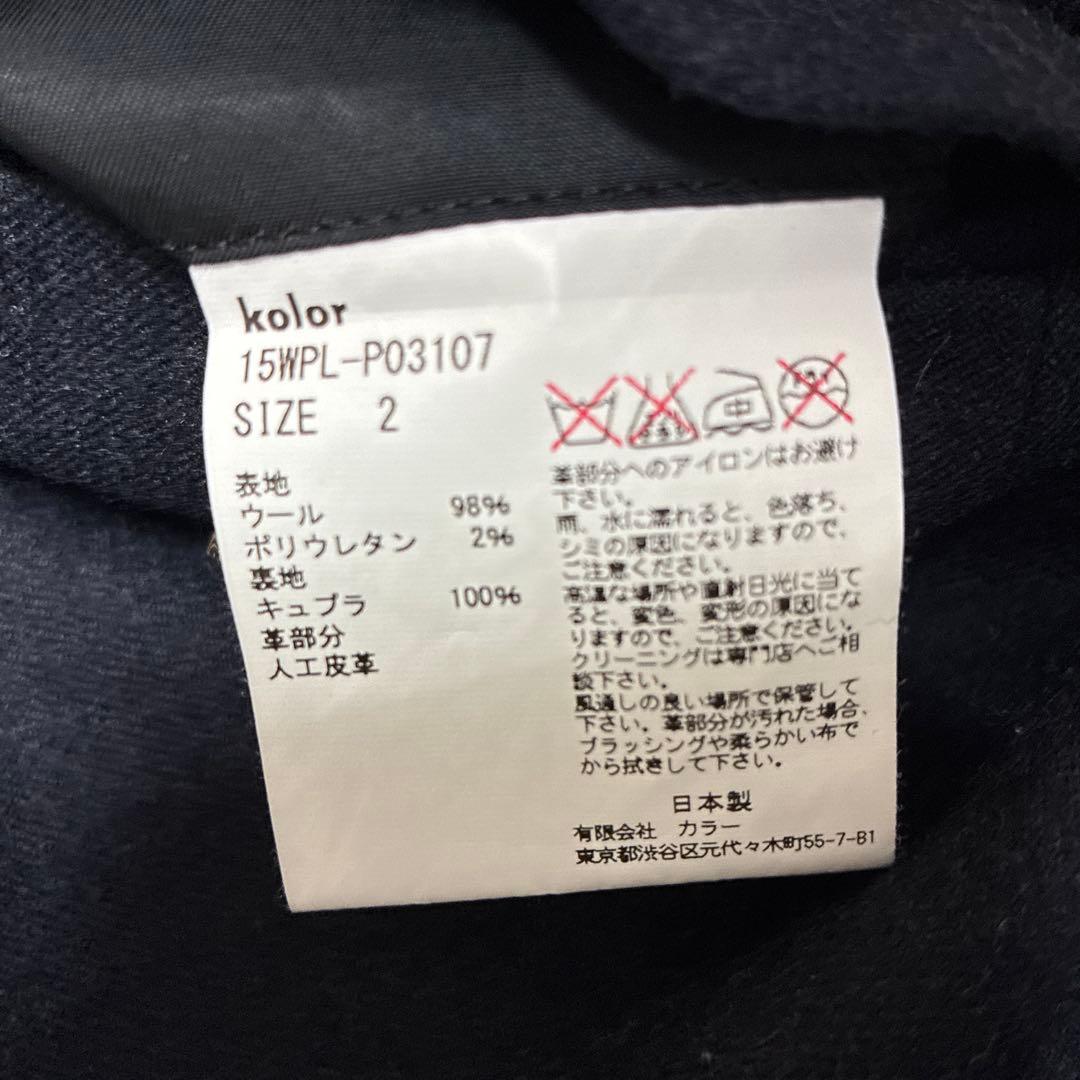 kolor
15WPL-P03107
SIZE 2
表地
ウール 98%
ポリウレタン 2%
裏地
キュプラ 100%
革部分
人工皮革
中
革部分へのアイロンはお避け
下さい。
雨、水に濡れると、色落ち、
シミの原因になりますので、
ご注意ください。
高温な場所や直射日光に当て
ると、変色、変形の原因にな
りますので、ご注意ください。
クリーニングは専門店へご相
談下さい。
風通しの良い場所で保管して
下さい。革部分が汚れた場合、
ブラッシングや柔らかい布で
から拭きして下さい。
日本製
有限会社 カラー
東京都渋谷区元代々木町55-7-B1